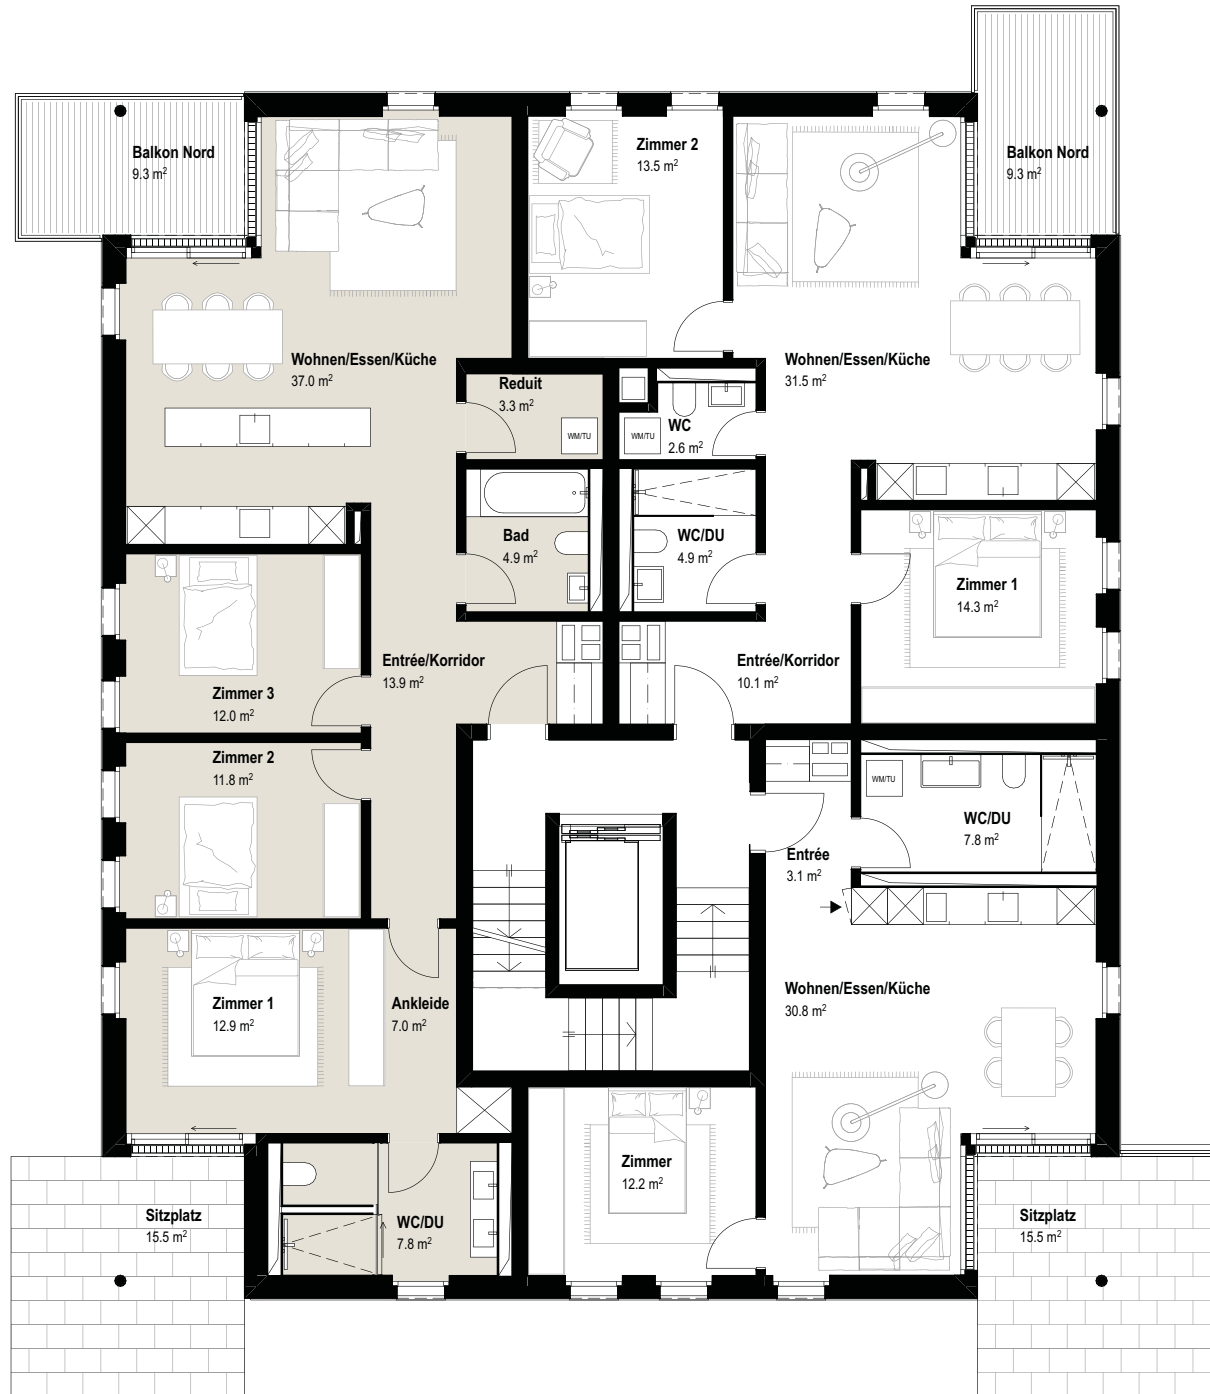 Balkon Nord
9.3 m²
Zimmer 2
13.5 m²
Balkon Nord
9.3 m²
Wohnen/Essen/Küche
37.0 m²
Wohnen/Essen/Küche
31.5 m²
Reduit
3.3 m²
WM/TU
WM/TU
WC
2.6 m²
Bad
4.9 m²
WC/DU
4.9 m²
Zimmer 1
14.3 m²
Entrée/Korridor
13.9 m²
Entrée/Korridor
10.1 m²
Zimmer 3
12.0 m²
Zimmer 2
11.8 m²
WM/TU
WC/DU
7.8 m²
Entrée
3.1 m²
Zimmer 1
12.9 m²
Ankleide
7.0 m²
Wohnen/Essen/Küche
30.8 m²
Zimmer
12.2 m²
Sitzplatz
15.5 m²
WC/DU
7.8 m²
Sitzplatz
15.5 m²